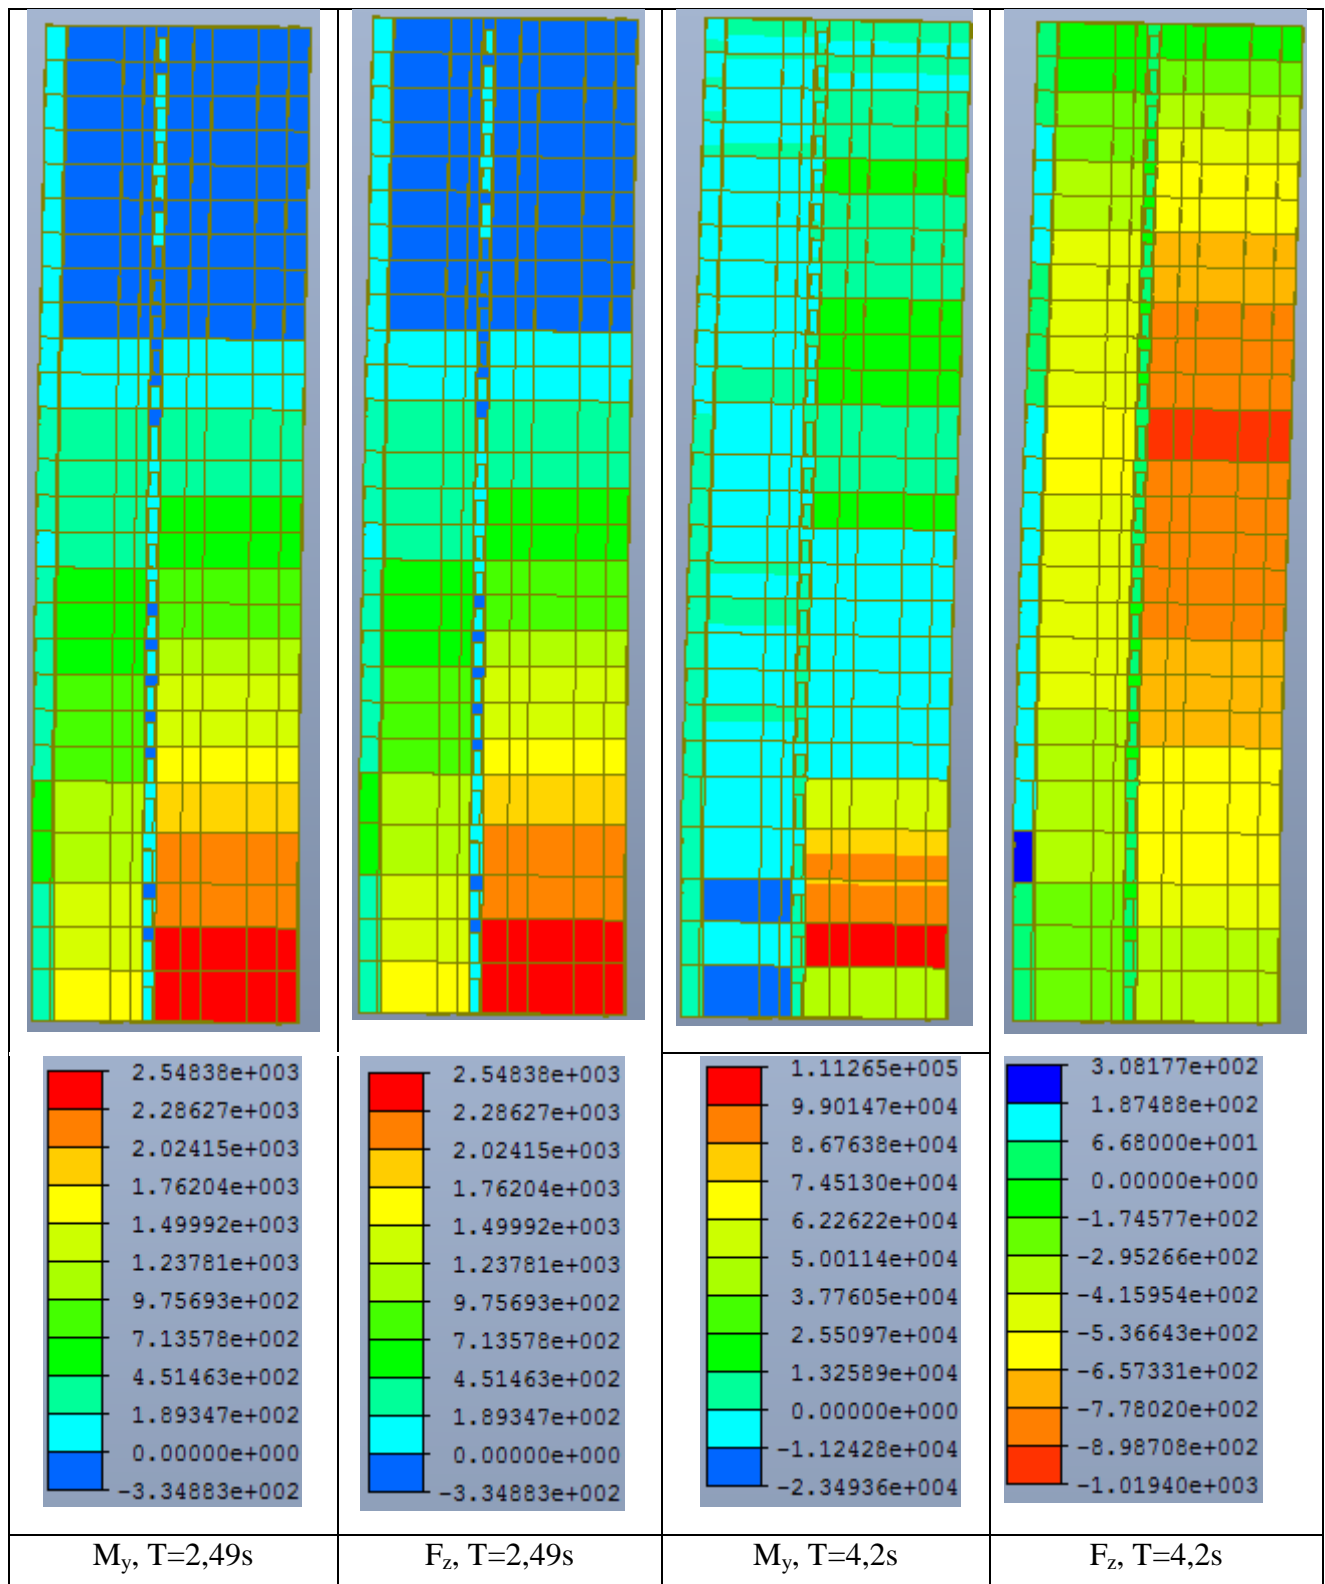 2.54838e+003
2.28627e+003
2.02415e+003
1.76204e+003
1.49992e+003
1.23781e+003
9.75693e+002
7.13578e+002
4.51463e+002
1.89347e+002
0.00000e+000
-3.34883e+002
2.54838e+003
2.28627e+003
2.02415e+003
1.76204e+003
1.49992e+003
1.23781e+003
9.75693e+002
7.13578e+002
4.51463e+002
1.89347e+002
0.00000e+000
-3.34883e+002
1.11265e+005
9.90147e+004
8.67638e+004
7.45130e+004
6.22622e+004
5.00114e+004
3.77605e+004
2.55097e+004
1.32589e+004
0.00000e+000
-1.12428e+004
-2.34936e+004
3.08177e+002
1.87488e+002
6.68000e+001
0.00000e+000
-1.74577e+002
-2.95266e+002
-4.15954e+002
-5.36643e+002
-6.57331e+002
-7.78020e+002
-8.98708e+002
-1.01940e+003
My, T=2,49s
Fz, T=2,49s
My, T=4,2s
Fz, T=4,2s